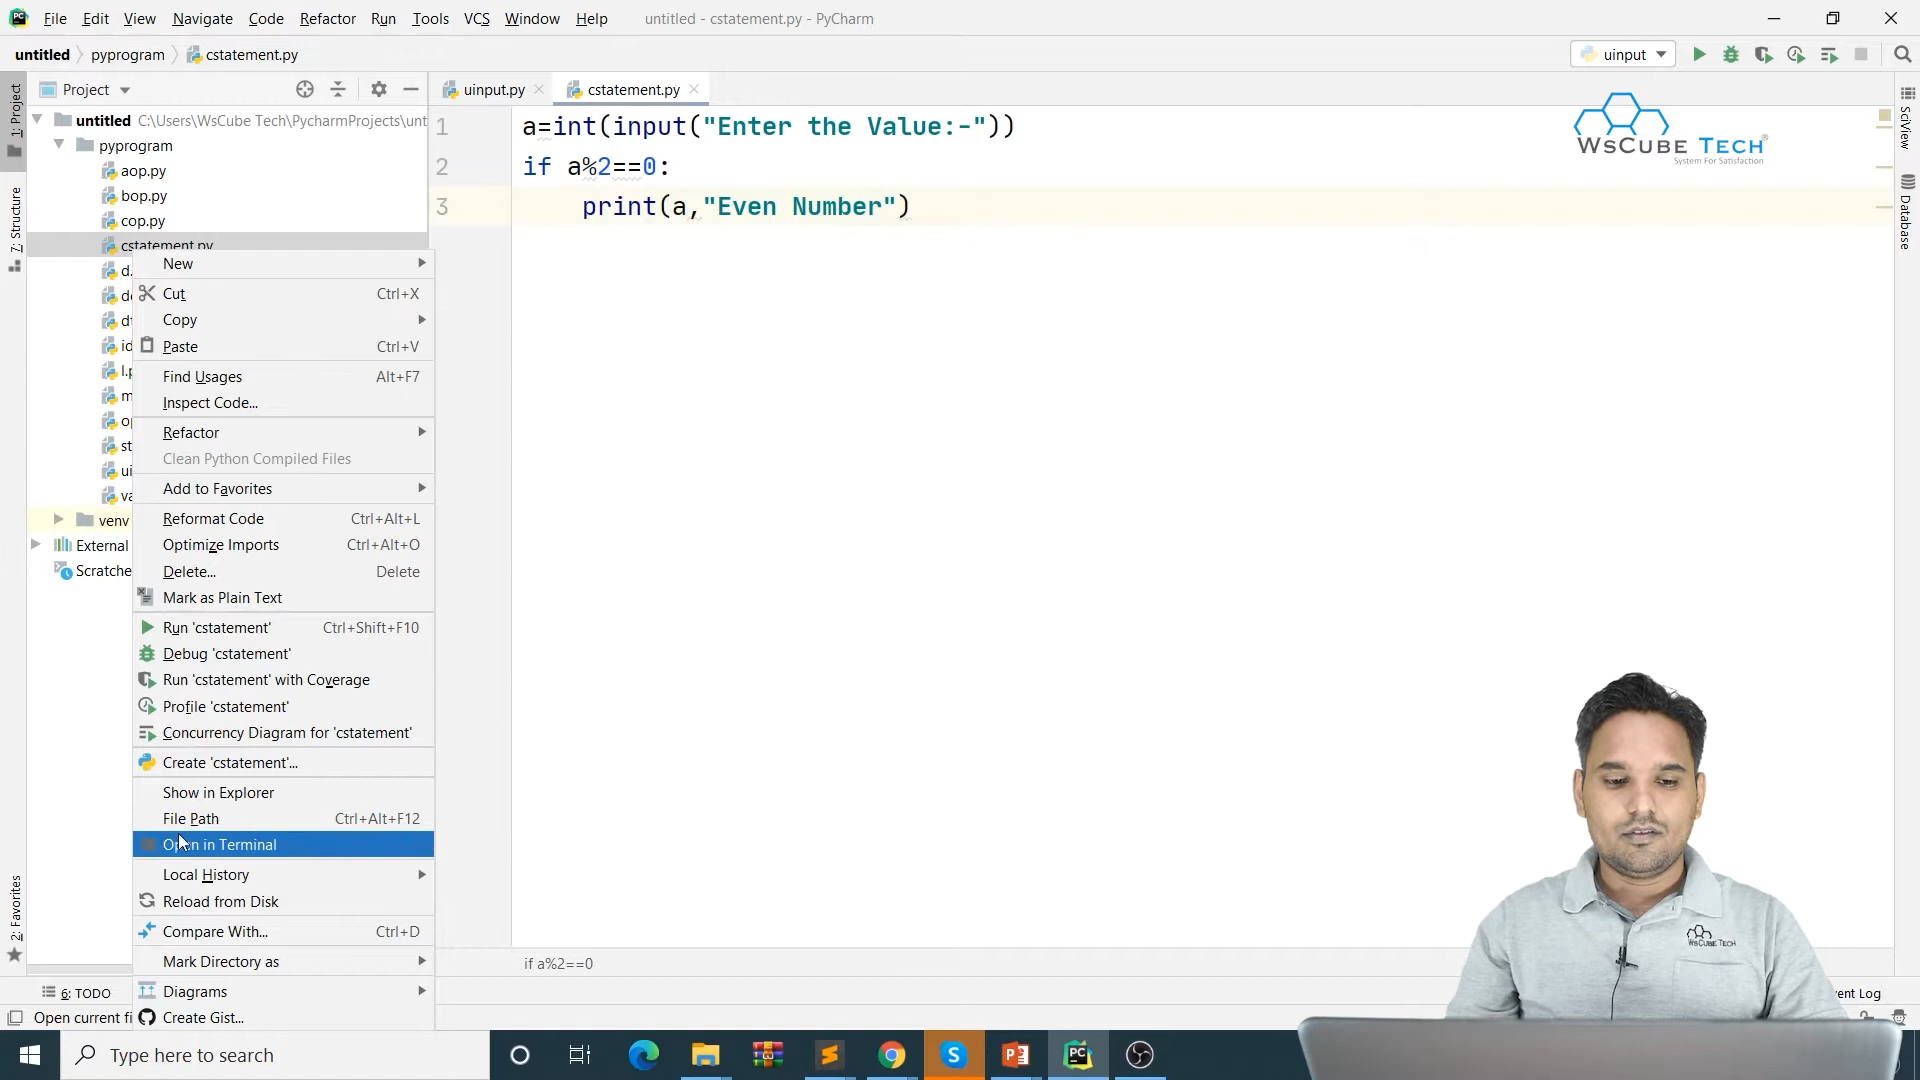 File Edit View Navigate Code Refactor Run Tools VCS Window Help untitled - cstatement.py - PyCharm
untitled pyprogram cstatement.py uinput
Project uinput.py cstatement.py
1: Project
7: Structure
2: Favorites
SciView
Database
untitled C:\Users\WsCube Tech\PycharmProjects\unt
pyprogram
aop.py
bop.py
cop.py
cstatement.py
d.
id
l.p
m
op
st
ui
va
venv
External
Scratche
1 a=int(input("Enter the Value:-"))
2 if a%2==0:
3 print(a,"Even Number")
WsCube Tech®
System For Satisfaction
New
Cut Ctrl+X
Copy
Paste Ctrl+V
Find Usages Alt+F7
Inspect Code...
Refactor
Clean Python Compiled Files
Add to Favorites
Reformat Code Ctrl+Alt+L
Optimize Imports Ctrl+Alt+O
Delete... Delete
Mark as Plain Text
Run 'cstatement' Ctrl+Shift+F10
Debug 'cstatement'
Run 'cstatement' with Coverage
Profile 'cstatement'
Concurrency Diagram for 'cstatement'
Create 'cstatement'...
Show in Explorer
File Path Ctrl+Alt+F12
Open in Terminal
Local History
Reload from Disk
Compare With... Ctrl+D
Mark Directory as
Diagrams
Create Gist...
if a%2==0
6: TODO
ent Log
Open current fi
WsCube Tech
Type here to search